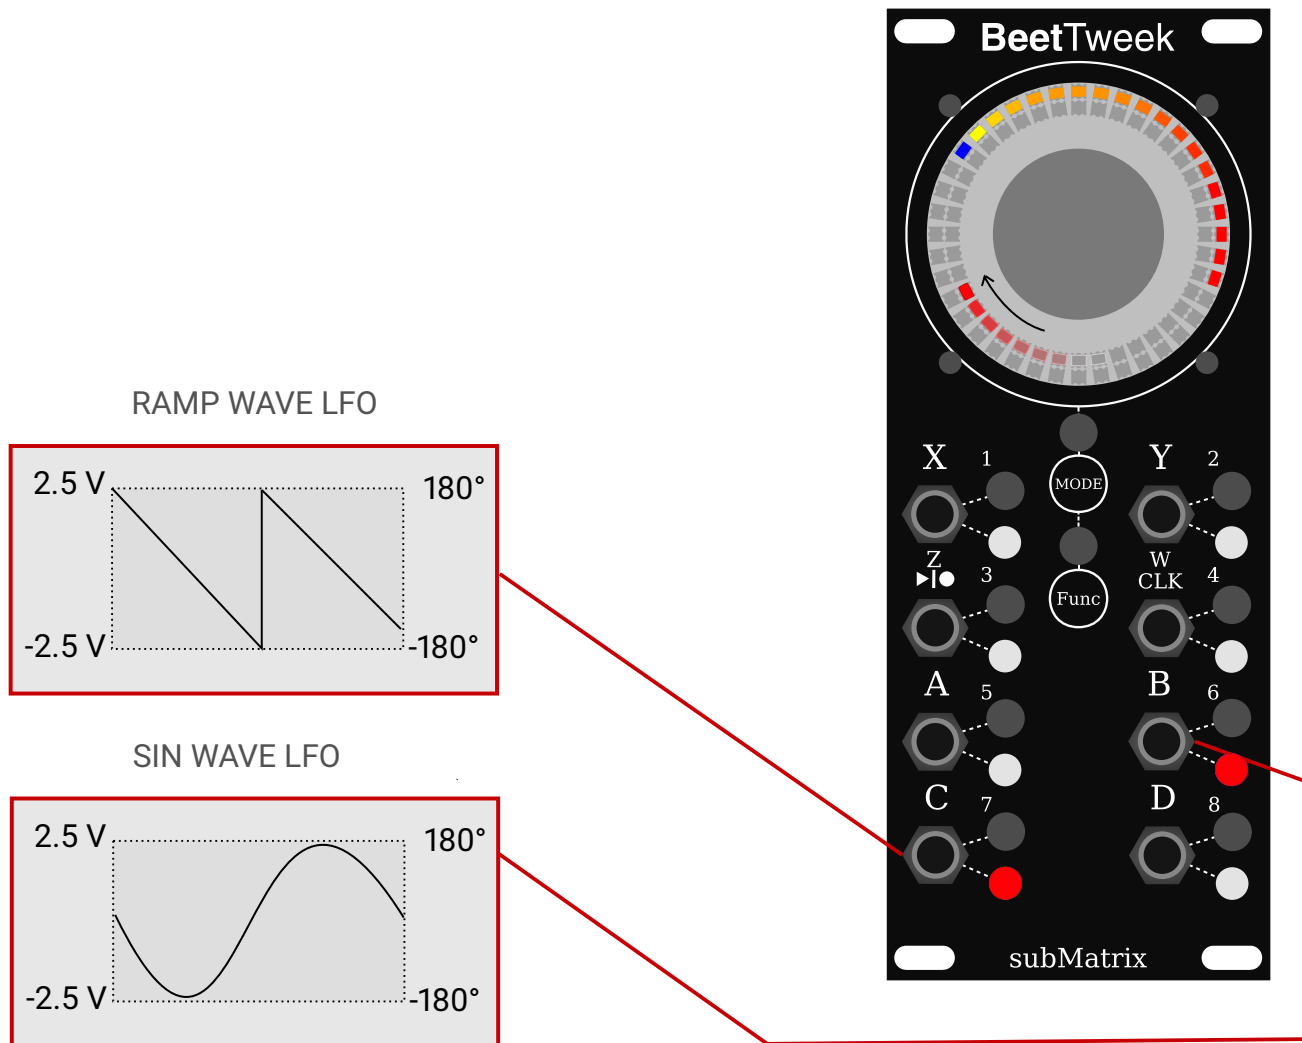 BeetTweek
RAMP WAVE LFO
2.5 V 180°
-2.5 V -180°
SIN WAVE LFO
2.5 V 180°
-2.5 V -180°
X 1 Y 2
MODE
Z 3 W 4
CLK
Func
A 5 B 6
C 7 D 8
subMatrix